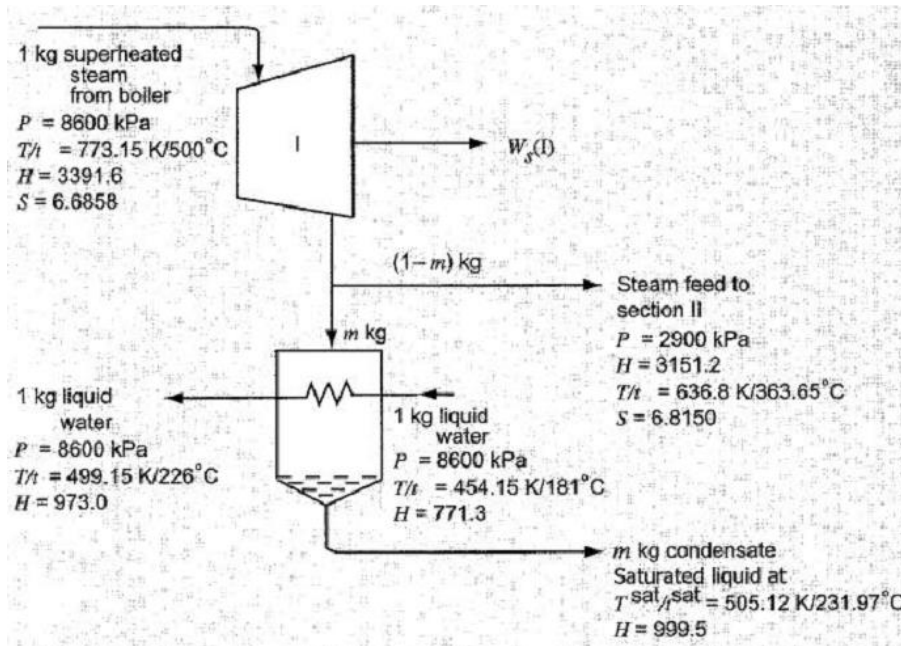 1 kg superheated
steam
from boiler
P = 8600 kPa
T/t = 773.15 K/500°C
H = 3391.6
S = 6.6858
I
W_S(I)
(1−m) kg
Steam feed to
section II
P = 2900 kPa
H = 3151.2
T/t = 636.8 K/363.65°C
S = 6.8150
m kg
1 kg liquid
water
P = 8600 kPa
T/t = 499.15 K/226°C
H = 973.0
1 kg liquid
water
P = 8600 kPa
T/t = 454.15 K/181°C
H = 771.3
m kg condensate
Saturated liquid at
T^sat/t^sat = 505.12 K/231.97°C
H = 999.5